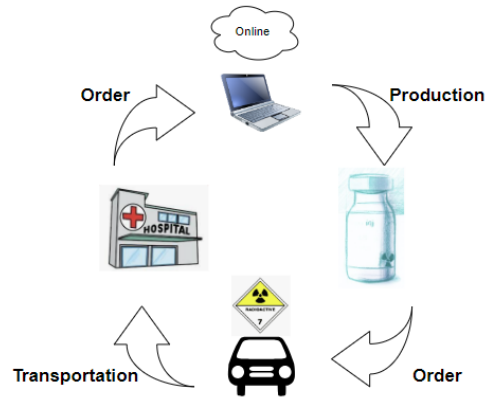 Online
Order
Production
HOSPITAL
RADIOACTIVE
7
Transportation
Order